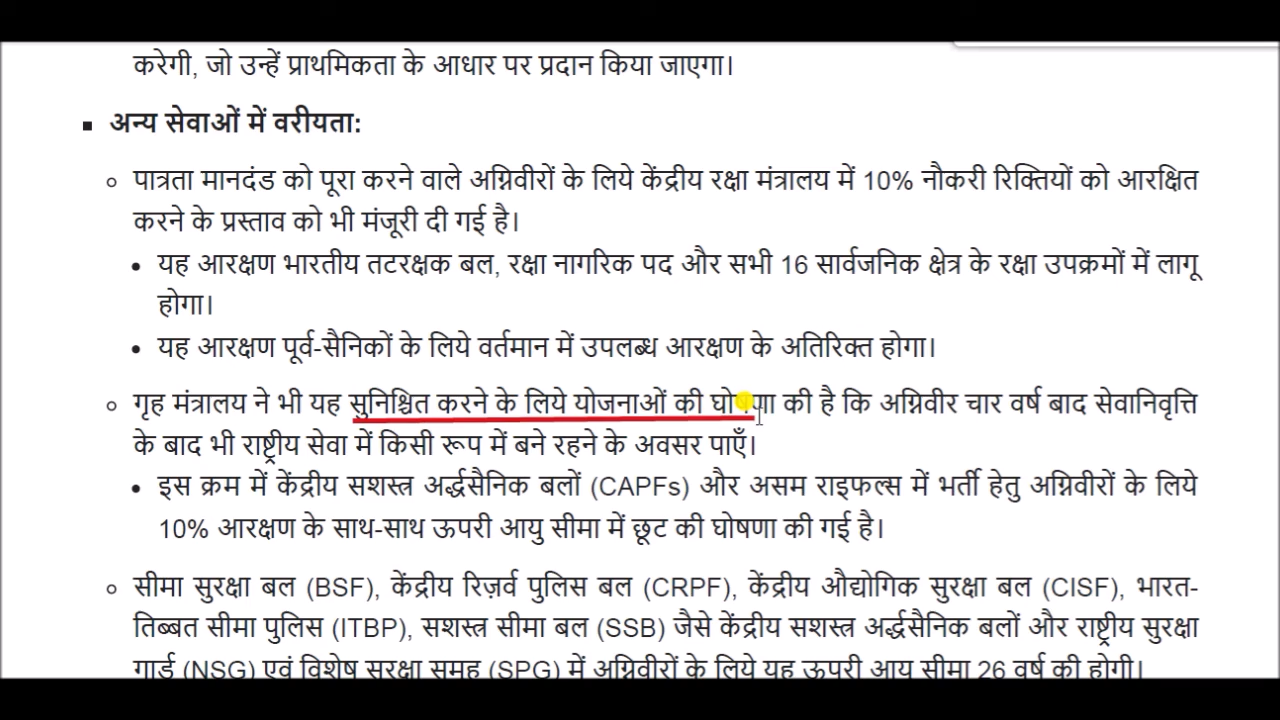 करेगी, जो उन्हें प्राथमिकता के आधार पर प्रदान किया जाएगा।
▪ अन्य सेवाओं में वरीयता:
○ पात्रता मानदंड को पूरा करने वाले अग्निवीरों के लिये केंद्रीय रक्षा मंत्रालय में 10% नौकरी रिक्तियों को आरक्षित
करने के प्रस्ताव को भी मंजूरी दी गई है।
• यह आरक्षण भारतीय तटरक्षक बल, रक्षा नागरिक पद और सभी 16 सार्वजनिक क्षेत्र के रक्षा उपक्रमों में लागू
होगा।
• यह आरक्षण पूर्व-सैनिकों के लिये वर्तमान में उपलब्ध आरक्षण के अतिरिक्त होगा।
○ गृह मंत्रालय ने भी यह सुनिश्चित करने के लिये योजनाओं की घोषणा की है कि अग्निवीर चार वर्ष बाद सेवानिवृत्ति
के बाद भी राष्ट्रीय सेवा में किसी रूप में बने रहने के अवसर पाएँ।
• इस क्रम में केंद्रीय सशस्त्र अर्द्धसैनिक बलों (CAPFs) और असम राइफल्स में भर्ती हेतु अग्निवीरों के लिये
10% आरक्षण के साथ-साथ ऊपरी आयु सीमा में छूट की घोषणा की गई है।
○ सीमा सुरक्षा बल (BSF), केंद्रीय रिज़र्व पुलिस बल (CRPF), केंद्रीय औद्योगिक सुरक्षा बल (CISF), भारत-
तिब्बत सीमा पुलिस (ITBP), सशस्त्र सीमा बल (SSB) जैसे केंद्रीय सशस्त्र अर्द्धसैनिक बलों और राष्ट्रीय सुरक्षा
गार्ड (NSG) एवं विशेष सुरक्षा समूह (SPG) में अग्निवीरों के लिये यह ऊपरी आयु सीमा 26 वर्ष की होगी।